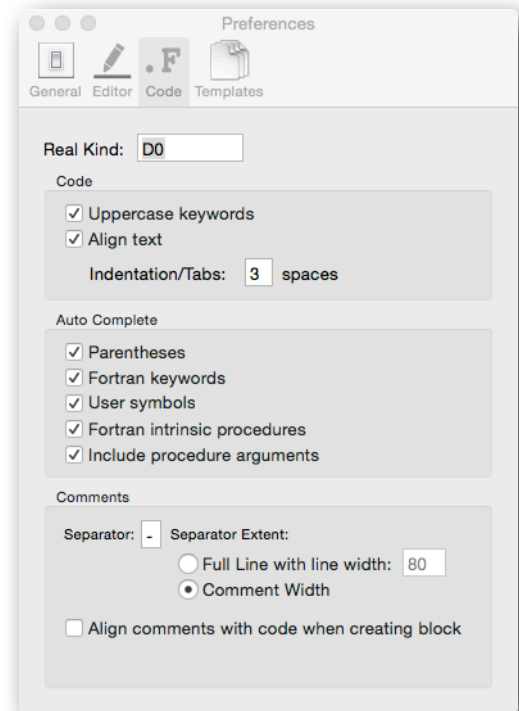 Preferences
.F
General Editor Code Templates
Real Kind: D0
Code
Uppercase keywords
Align text
Indentation/Tabs: 3 spaces
Auto Complete
Parentheses
Fortran keywords
User symbols
Fortran intrinsic procedures
Include procedure arguments
Comments
Separator: - Separator Extent:
Full Line with line width: 80
Comment Width
Align comments with code when creating block